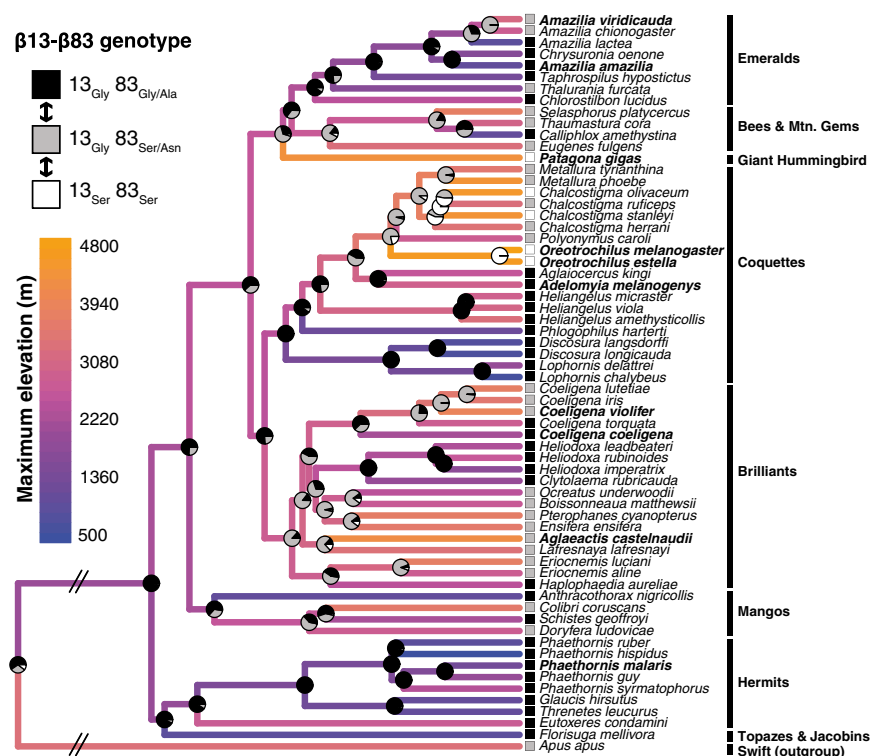 β13-β83 genotype
13Gly 83Gly/Ala
13Gly 83Ser/Asn
13Ser 83Ser
Maximum elevation (m)
4800
3940
3080
2220
1360
500
Amazilia viridicauda
Amazilia chionogaster
Amazilia lactea
Chrysuronia oenone
Amazilia amazilia
Taphrospilus hypostictus
Thalurania furcata
Chlorostilbon lucidus
Selasphorus platycercus
Thaumastura cora
Calliphlox amethystina
Eugenes fulgens
Patagona gigas
Metallura tyrianthina
Metallura phoebe
Chalcostigma olivaceum
Chalcostigma ruficeps
Chalcostigma stanleyi
Chalcostigma herrani
Polyonymus caroli
Oreotrochilus melanogaster
Oreotrochilus estella
Aglaiocercus kingi
Adelomyia melanogenys
Heliangelus micraster
Heliangelus viola
Heliangelus amethysticollis
Phlogophilus harterti
Discosura langsdorffi
Discosura longicauda
Lophornis delattrei
Lophornis chalybeus
Coeligena lutetiae
Coeligena iris
Coeligena violifer
Coeligena torquata
Coeligena coeligena
Heliodoxa leadbeateri
Heliodoxa rubinoides
Heliodoxa imperatrix
Clytolaema rubricauda
Ocreatus underwoodii
Boissonneaua matthewsii
Pterophanes cyanopterus
Ensifera ensifera
Aglaeactis castelnaudii
Lafresnaya lafresnayi
Eriocnemis luciani
Eriocnemis aline
Haplophaedia aureliae
Anthracothorax nigricollis
Colibri coruscans
Schistes geoffroyi
Doryfera ludovicae
Phaethornis ruber
Phaethornis hispidus
Phaethornis malaris
Phaethornis guy
Phaethornis syrmatophorus
Glaucis hirsutus
Threnetes leucurus
Eutoxeres condamini
Florisuga mellivora
Apus apus
Emeralds
Bees & Mtn. Gems
Giant Hummingbird
Coquettes
Brilliants
Mangos
Hermits
Topazes & Jacobins
Swift (outgroup)